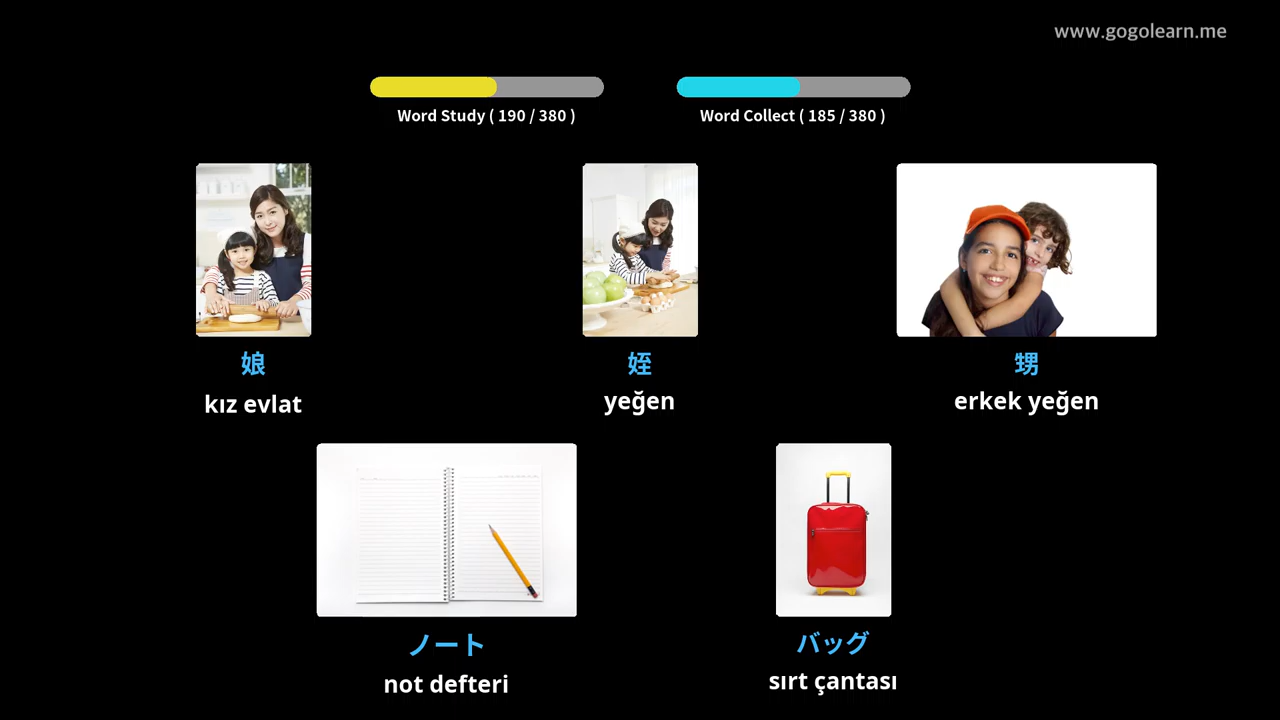 www.gogolearn.me
Word Study ( 190 / 380 )
Word Collect ( 185 / 380 )
娘
姪
甥
kız evlat
yeğen
erkek yeğen
ノート
バッグ
not defteri
sırt çantası